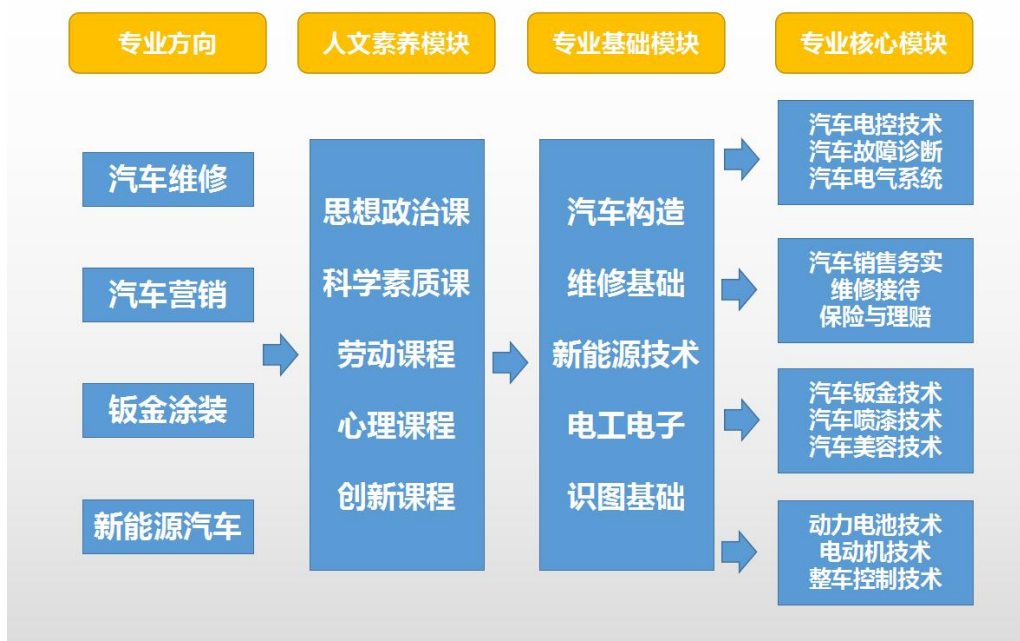 专业方向
人文素养模块
专业基础模块
专业核心模块
汽车维修
汽车营销
钣金涂装
新能源汽车
思想政治课
科学素质课
劳动课程
心理课程
创新课程
汽车构造
维修基础
新能源技术
电工电子
识图基础
汽车电控技术
汽车故障诊断
汽车电气系统
汽车销售务实
维修接待
保险与理赔
汽车钣金技术
汽车喷漆技术
汽车美容技术
动力电池技术
电动机技术
整车控制技术